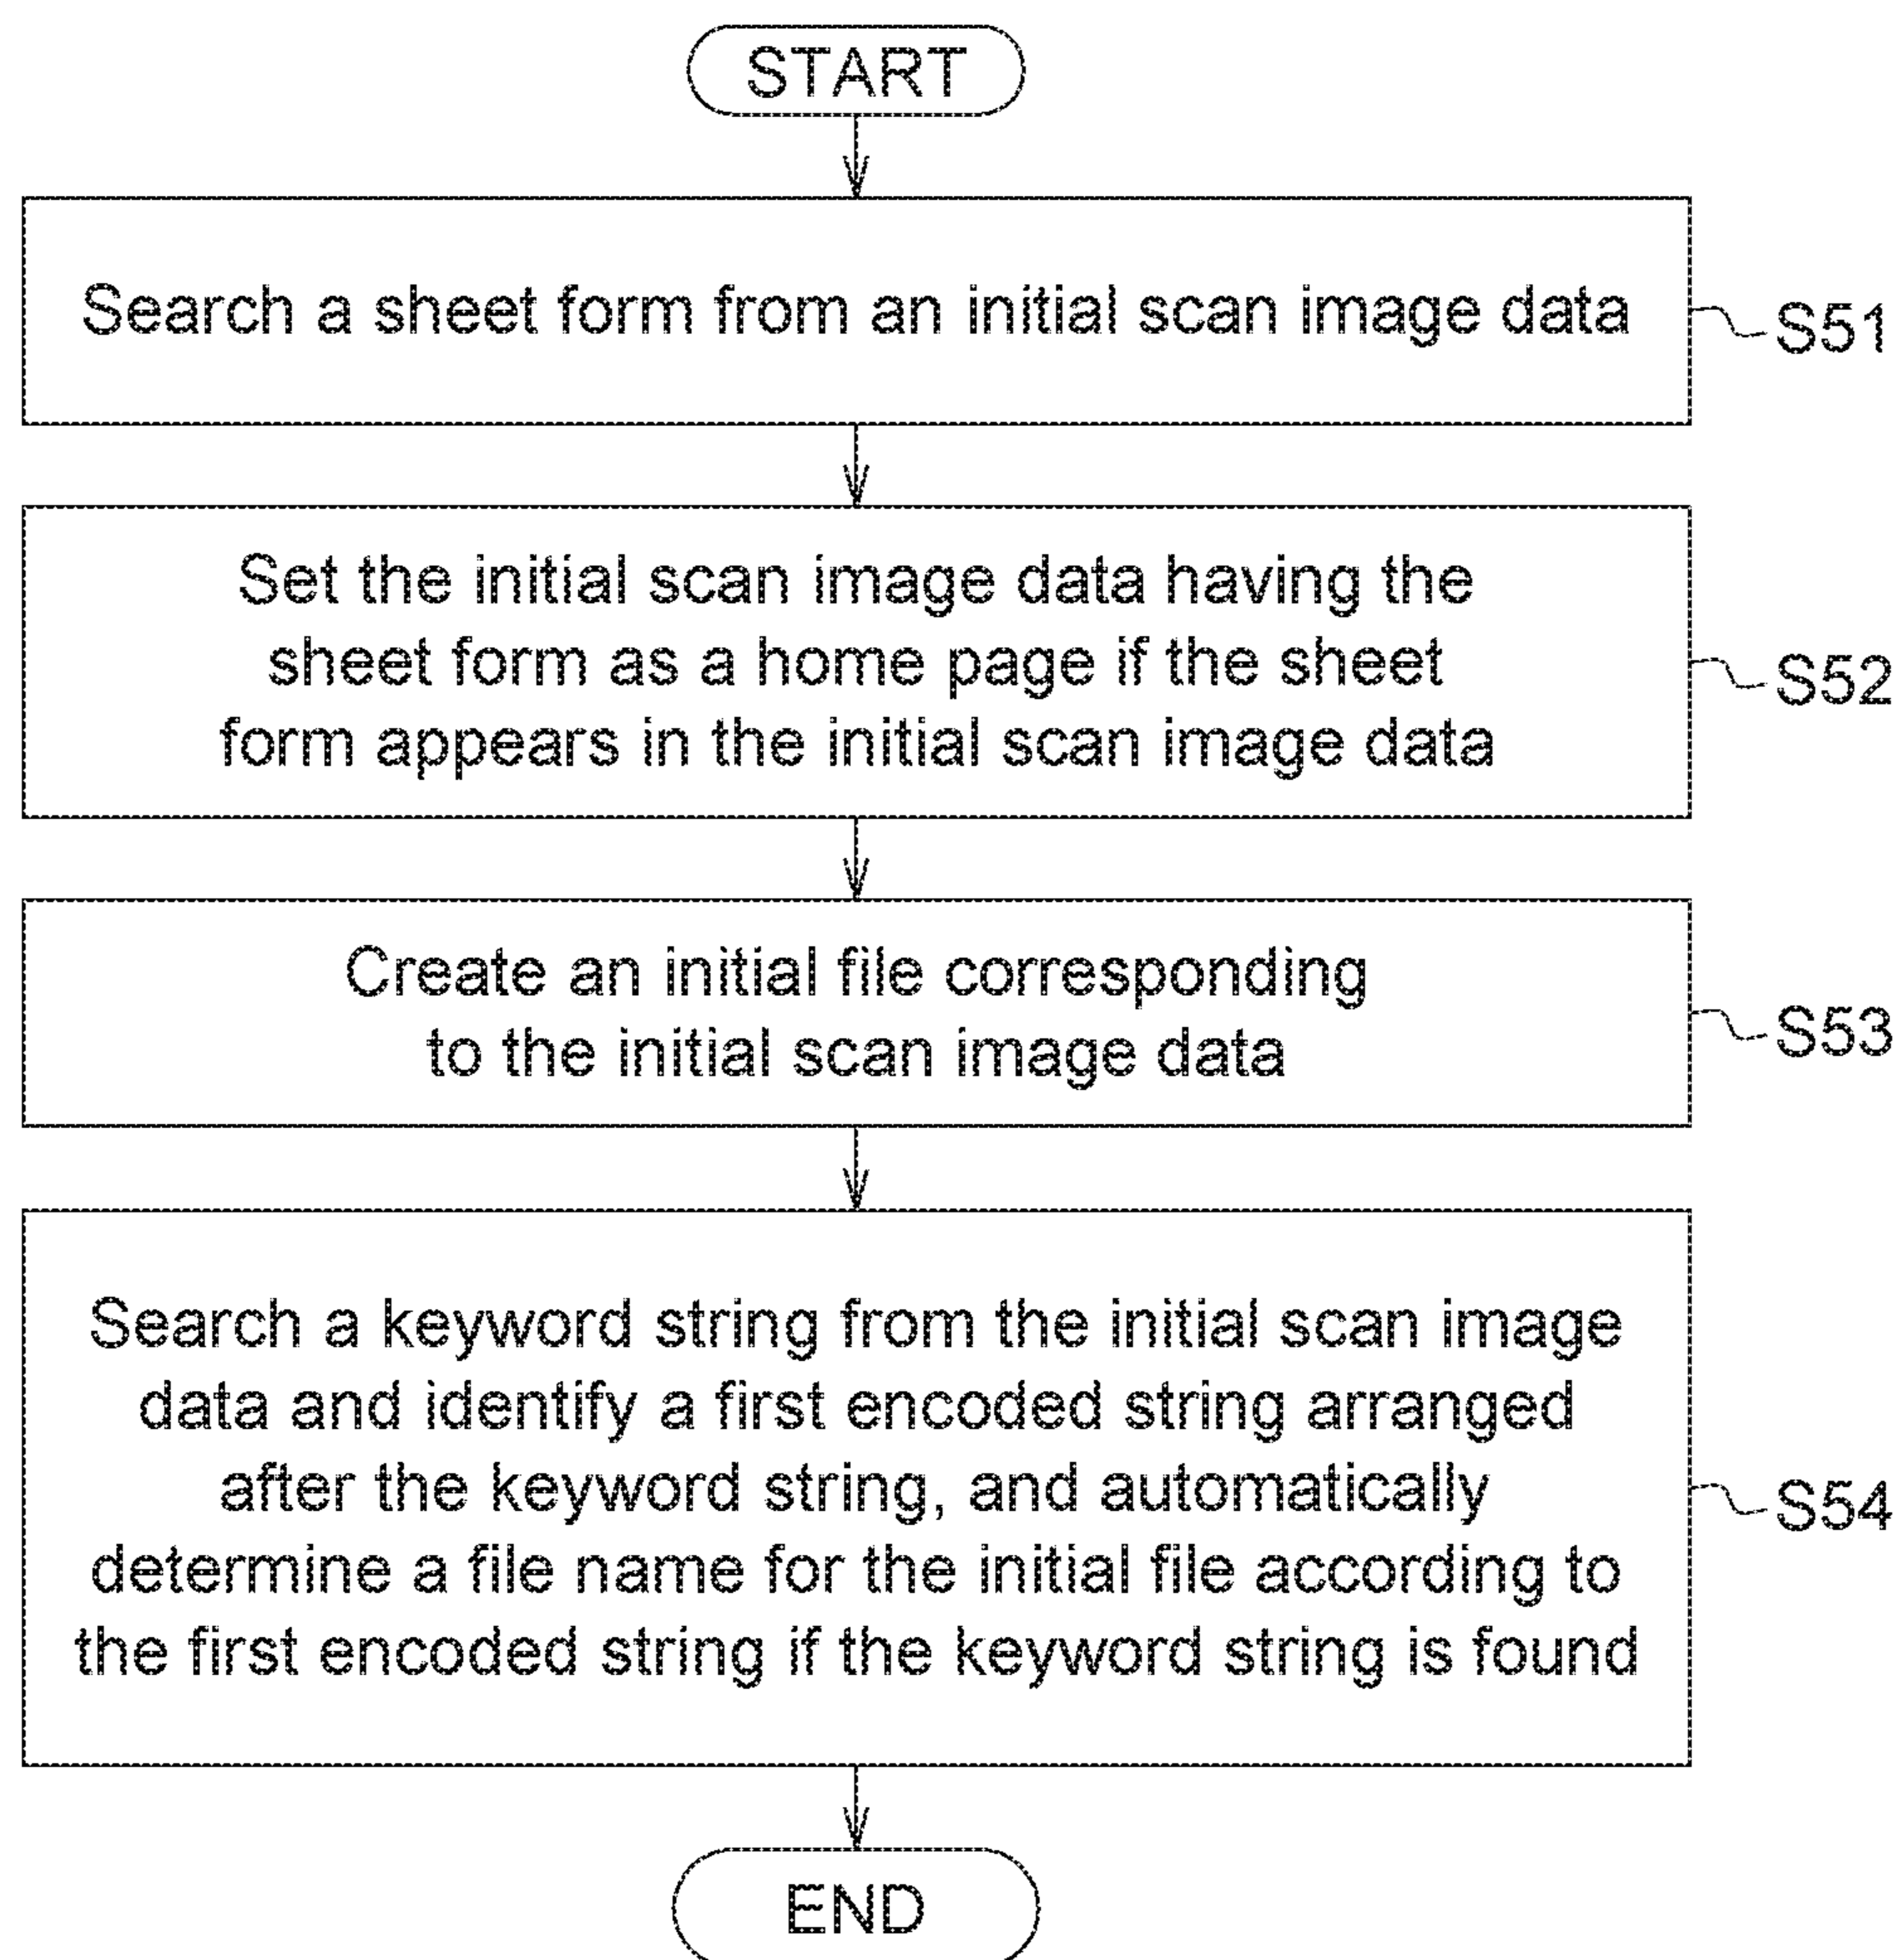 START
Search a sheet form from an initial scan image data
S51
Set the initial scan image data having the
sheet form as a home page if the sheet
form appears in the initial scan image data
S52
Create an initial file corresponding
to the initial scan image data
S53
Search a keyword string from the initial scan image
data and identify a first encoded string arranged
after the keyword string, and automatically
determine a file name for the initial file according to
the first encoded string if the keyword string is found
S54
END